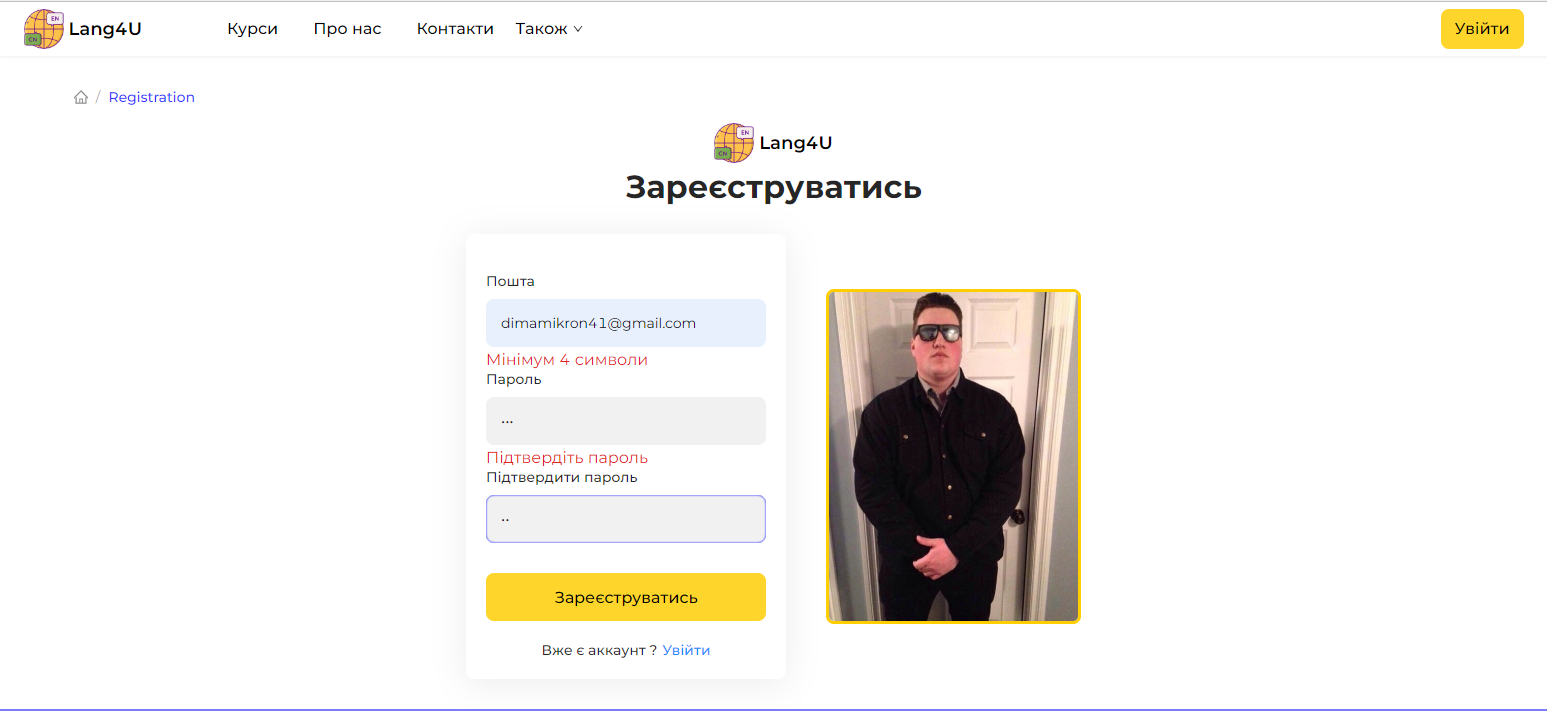 EN
CN
Lang4U
Курси
Про нас
Контакти
Також
Увійти
/ Registration
EN
CN
Lang4U
Зареєструватись
Пошта
dimamikron41@gmail.com
Мінімум 4 символи
Пароль
···
Підтвердіть пароль
Підтвердити пароль
··
Зареєструватись
Вже є аккаунт ? Увійти